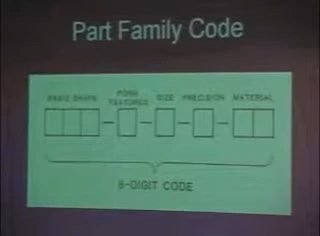 Part Family Code
BASIC SHAPE
FORM
FEATURES
SIZE
PRECISION
MATERIAL
8-DIGIT CODE